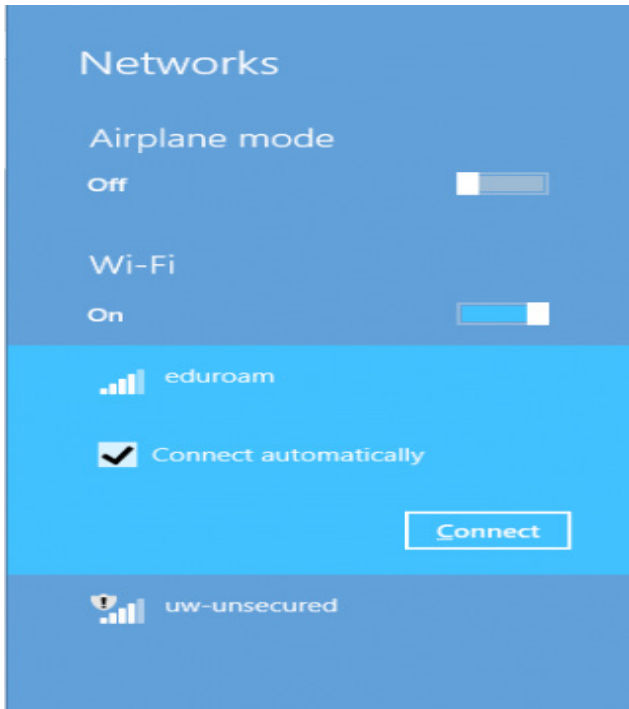 Networks
Airplane mode
Off
Wi-Fi
On
eduroam
Connect automatically
Connect
uw-unsecured